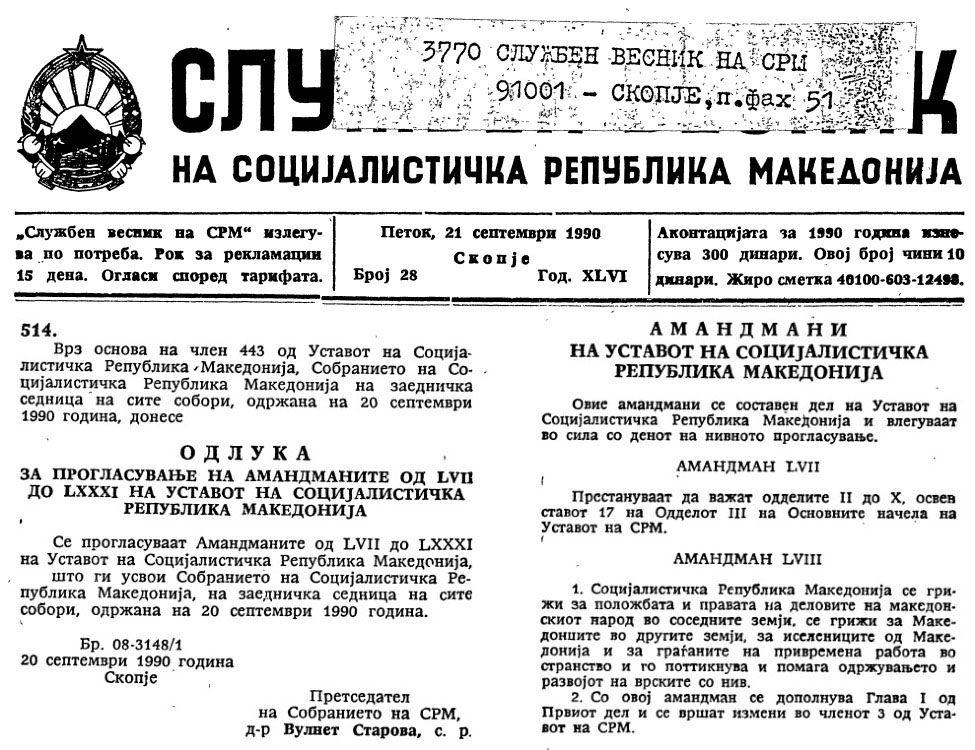 3770 СЛУЖБЕН ВЕСНИК НА СРМ
91001 - СКОПЈЕ, п.фах 51
СЛУ К
НА СОЦИЈАЛИСТИЧКА РЕПУБЛИКА МАКЕДОНИЈА
„Службен весник на СРМ“ излегу-
ва по потреба. Рок за рекламации
15 дена. Огласи според тарифата.
Петок, 21 септември 1990
Скопје
Број 28 Год. XLVI
Аконтацијата за 1990 година изне-
сува 300 динари. Овој број чини 10
динари. Жиро сметка 40100-603-12498.
514.
Врз основа на член 443 од Уставот на Соција-
листичка Република Македонија, Собранието на Со-
цијалистичка Република Македонија на заедничка
седница на сите собори, одржана на 20 септември
1990 година, донесе
ОДЛУКА
ЗА ПРОГЛАСУВАЊЕ НА АМАНДМАНИТЕ ОД LVII
ДО LXXXI НА УСТАВОТ НА СОЦИЈАЛИСТИЧКА
РЕПУБЛИКА МАКЕДОНИЈА
Се прогласуваат Амандманите од LVII до LXXXI
на Уставот на Социјалистичка Република Македонија,
што ги усвои Собранието на Социјалистичка Ре-
публика Македонија, на заедничка седница на сите
собори, одржана на 20 септември 1990 година.
Бр. 08-3148/1
20 септември 1990 година
Скопје
Претседател
на Собранието на СРМ,
д-р Вулнет Старова, с. р.
АМАНДМАНИ
НА УСТАВОТ НА СОЦИЈАЛИСТИЧКА
РЕПУБЛИКА МАКЕДОНИЈА
Овие амандмани се составен дел на Уставот на
Социјалистичка Република Македонија и влегуваат
во сила со денот на нивното прогласување.
АМАНДМАН LVII
Престануваат да важат одделите II до X, освен
ставот 17 на Одделот III на Основните начела на
Уставот на СРМ.
АМАНДМАН LVIII
1. Социјалистичка Република Македонија се гри-
жи за положбата и правата на деловите на македон-
скиот народ во соседните земји, се грижи за Маке-
донците во другите земји, за иселениците од Маке-
донија и за граѓаните на привремена работа во
странство и го поттикнува и помага одржувањето и
развојот на врските со нив.
2. Со овој амандман се дополнува Глава I од
Првиот дел и се вршат измени во членот 3 од Уста-
вот на СРМ.